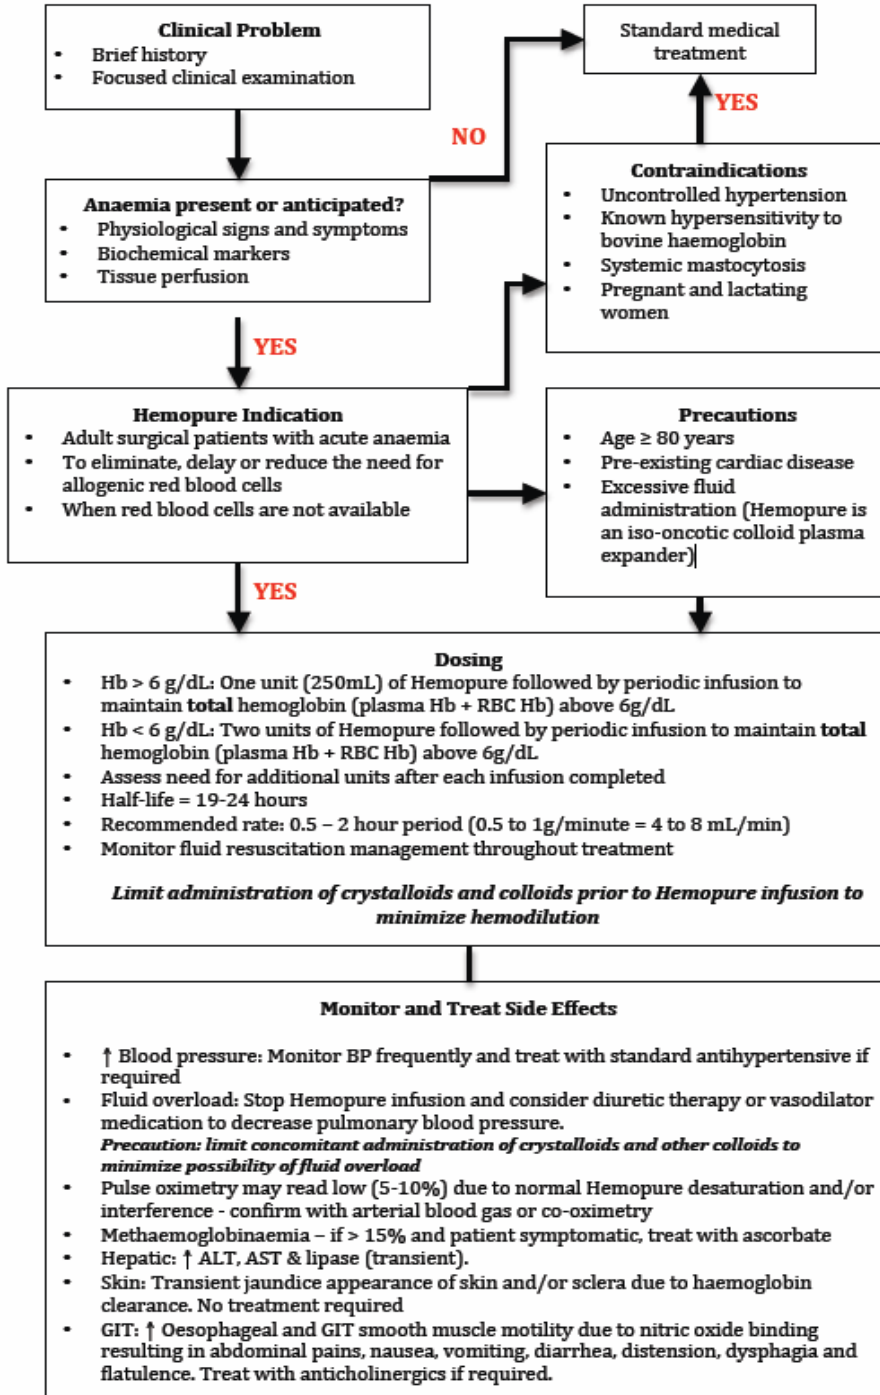 Clinical Problem
• Brief history
• Focused clinical examination
Standard medical
treatment
NO
YES
Anaemia present or anticipated?
• Physiological signs and symptoms
• Biochemical markers
• Tissue perfusion
Contraindications
• Uncontrolled hypertension
• Known hypersensitivity to
bovine haemoglobin
• Systemic mastocytosis
• Pregnant and lactating
women
YES
Hemopure Indication
• Adult surgical patients with acute anaemia
• To eliminate, delay or reduce the need for
allogenic red blood cells
• When red blood cells are not available
Precautions
• Age ≥ 80 years
• Pre-existing cardiac disease
• Excessive fluid
administration (Hemopure is
an iso-oncotic colloid plasma
expander)
YES
Dosing
• Hb > 6 g/dL: One unit (250mL) of Hemopure followed by periodic infusion to
maintain total hemoglobin (plasma Hb + RBC Hb) above 6g/dL
• Hb < 6 g/dL: Two units of Hemopure followed by periodic infusion to maintain total
hemoglobin (plasma Hb + RBC Hb) above 6g/dL
• Assess need for additional units after each infusion completed
• Half-life = 19-24 hours
• Recommended rate: 0.5 – 2 hour period (0.5 to 1g/minute = 4 to 8 mL/min)
• Monitor fluid resuscitation management throughout treatment
Limit administration of crystalloids and colloids prior to Hemopure infusion to
minimize hemodilution
Monitor and Treat Side Effects
• ↑ Blood pressure: Monitor BP frequently and treat with standard antihypertensive if
required
• Fluid overload: Stop Hemopure infusion and consider diuretic therapy or vasodilator
medication to decrease pulmonary blood pressure.
Precaution: limit concomitant administration of crystalloids and other colloids to
minimize possibility of fluid overload
• Pulse oximetry may read low (5-10%) due to normal Hemopure desaturation and/or
interference - confirm with arterial blood gas or co-oximetry
• Methaemoglobinaemia – if > 15% and patient symptomatic, treat with ascorbate
• Hepatic: ↑ ALT, AST & lipase (transient).
• Skin: Transient jaundice appearance of skin and/or sclera due to haemoglobin
clearance. No treatment required
• GIT: ↑ Oesophageal and GIT smooth muscle motility due to nitric oxide binding
resulting in abdominal pains, nausea, vomiting, diarrhea, distension, dysphagia and
flatulence. Treat with anticholinergics if required.